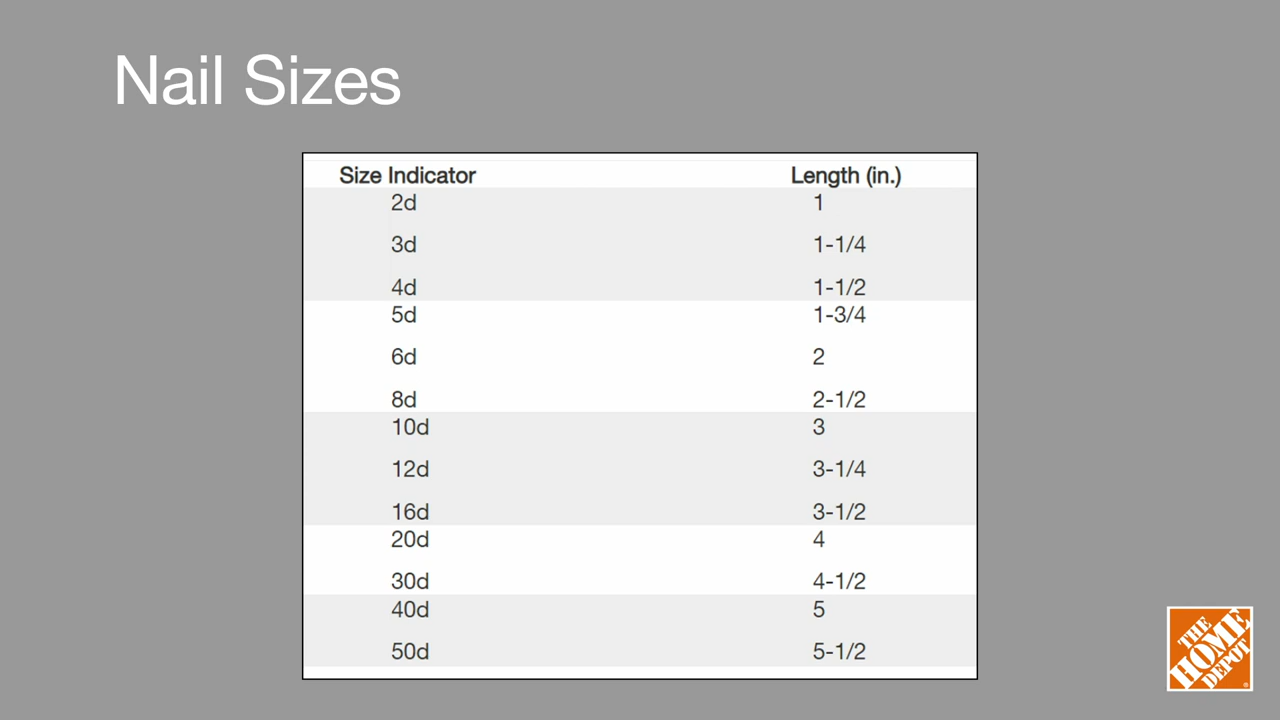 Nail Sizes
Size Indicator Length (in.)
2d 1
3d 1-1/4
4d 1-1/2
5d 1-3/4
6d 2
8d 2-1/2
10d 3
12d 3-1/4
16d 3-1/2
20d 4
30d 4-1/2
40d 5
50d 5-1/2
THE
HOME
DEPOT
®